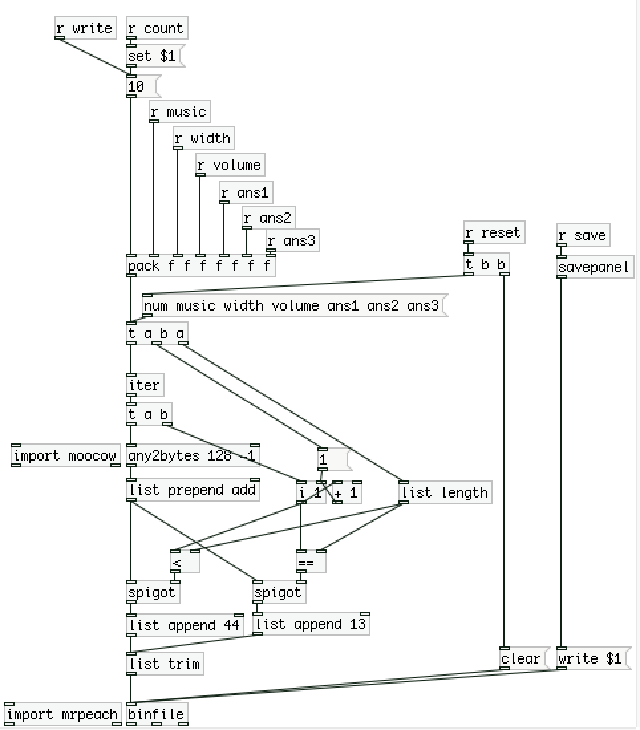 r write
r count
set $1
10
r music
r width
r volume
r ans1
r ans2
r ans3
pack f f f f f f f
r reset
r save
t b b
savepanel
num music width volume ans1 ans2 ans3
t a b a
iter
t a b
import moocow
any2bytes 128 -1
1
list prepend add
i 1
+ 1
list length
<
==
spigot
spigot
list append 44
list append 13
list trim
clear
write $1
import mrpeach
binfile